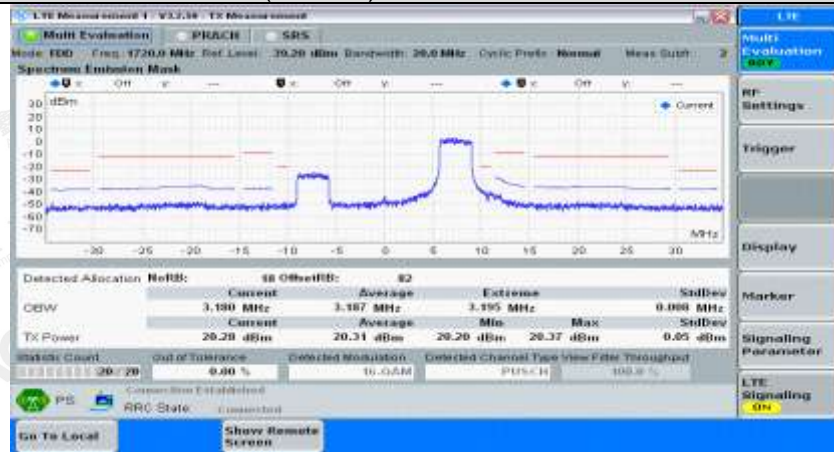 LTE Measurement 1 - V3.2.50 - TX Measurement
LTE
Multi Evaluation PRACH SRS
Multi Evaluation
RDY
Mode: FDD Freq.: 1720.0 MHz Ref. Level: 39.20 dBm Bandwidth: 20.0 MHz Cyclic Prefix: Normal Meas Subfr.: 2
Spectrum Emission Mask
x: Off y: --- x: Off y: --- x: Off y: ---
RF Settings
dBm
Current
30
20
10
0
-10
-20
-30
-40
-50
-60
-70
Trigger
MHz
-30 -25 -20 -15 -10 -5 0 5 10 15 20 25 30
Display
Detected Allocation NoRB: 18 OffsetRB: 82
Current Average Extreme StdDev
OBW 3.180 MHz 3.187 MHz 3.195 MHz 0.008 MHz
Marker
Current Average Min Max StdDev
TX Power 20.28 dBm 20.31 dBm 20.20 dBm 20.37 dBm 0.05 dBm
Signaling Parameter
Statistic Count Out of Tolerance Detected Modulation Detected Channel Type View Filter Throughput
20 / 20 0.00 % 16-QAM PUSCH 100.0 %
PS Connection Established
RRC State: Connected
LTE Signaling
ON
Go To Local
Show Remote Screen